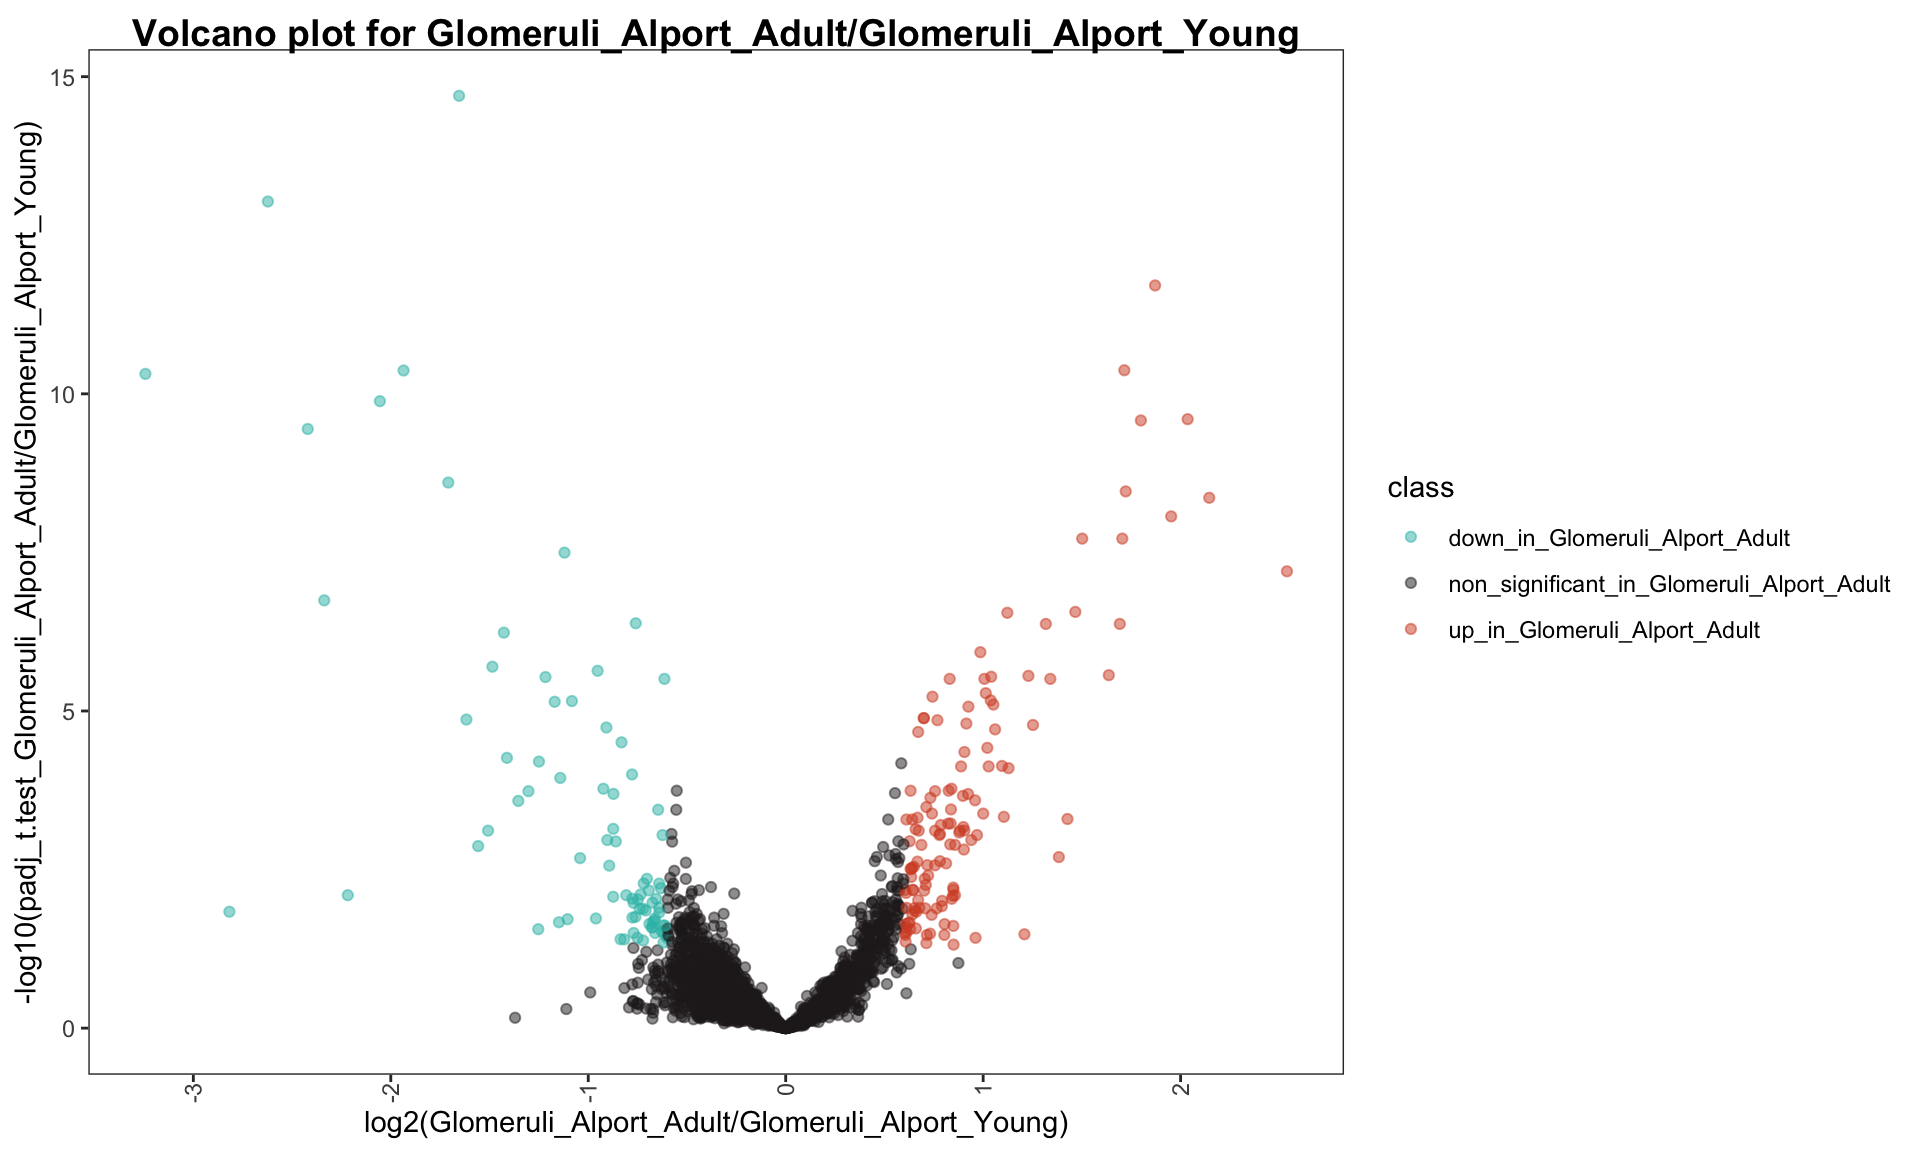 Volcano plot for Glomeruli_Alport_Adult/Glomeruli_Alport_Young
-log10(padj_t.test_Glomeruli_Alport_Adult/Glomeruli_Alport_Young)
15
10
5
0
-3
-2
-1
0
1
2
log2(Glomeruli_Alport_Adult/Glomeruli_Alport_Young)
class
down_in_Glomeruli_Alport_Adult
non_significant_in_Glomeruli_Alport_Adult
up_in_Glomeruli_Alport_Adult